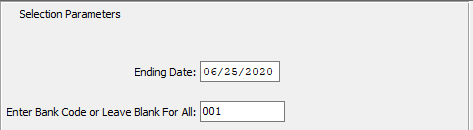 Selection Parameters
Ending Date: 06/25/2020
Enter Bank Code or Leave Blank For All: 001